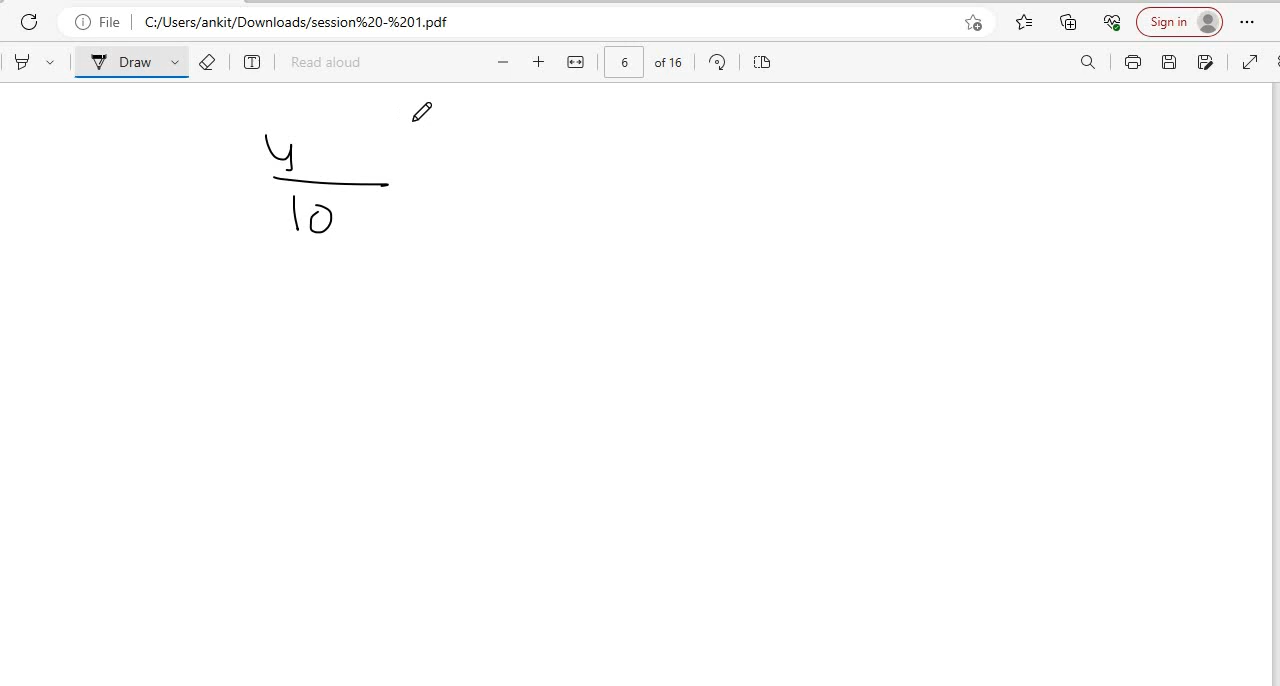 File C:/Users/ankit/Downloads/session%20-%201.pdf Sign in
Draw Read aloud 6 of 16
4
10